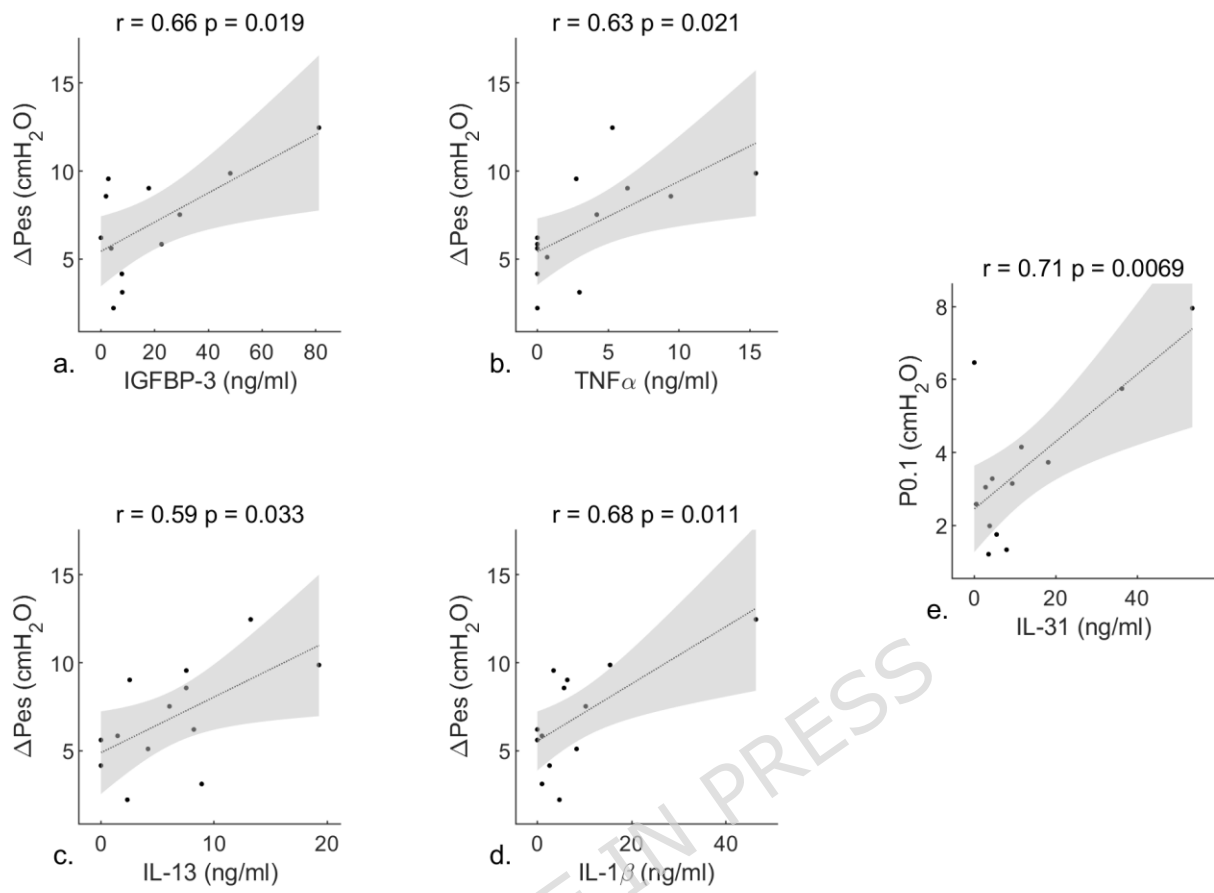 r = 0.66 p = 0.019
15
10
5
ΔPes (cmH₂O)
0 20 40 60 80
a.
IGFBP-3 (ng/ml)
r = 0.63 p = 0.021
15
10
5
ΔPes (cmH₂O)
0 5 10 15
b.
TNFα (ng/ml)
r = 0.59 p = 0.033
15
10
5
ΔPes (cmH₂O)
0 10 20
c.
IL-13 (ng/ml)
r = 0.68 p = 0.011
15
10
5
ΔPes (cmH₂O)
0 20 40
d.
IL-1β (ng/ml)
r = 0.71 p = 0.0069
8
6
4
2
P0.1 (cmH₂O)
0 20 40
e.
IL-31 (ng/ml)
IN PRESS